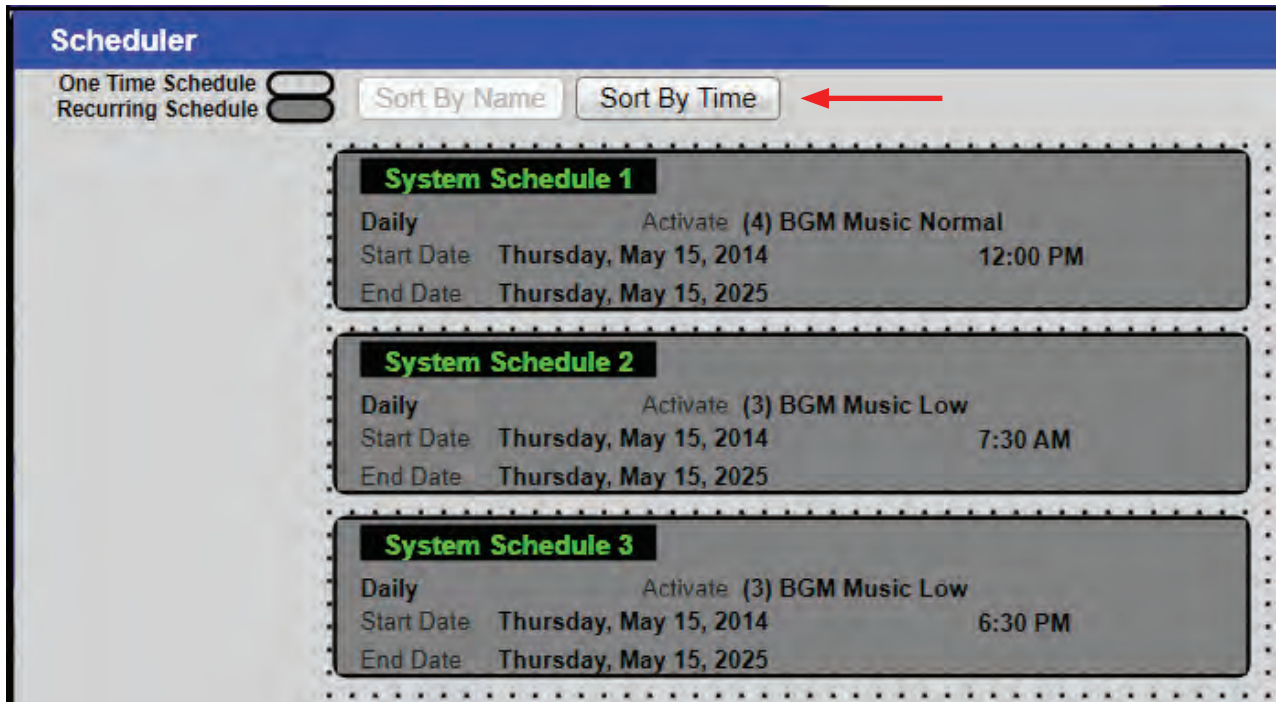 Scheduler
One Time Schedule
Recurring Schedule
Sort By Name
Sort By Time
System Schedule 1
Daily Activate (4) BGM Music Normal
Start Date Thursday, May 15, 2014 12:00 PM
End Date Thursday, May 15, 2025
System Schedule 2
Daily Activate (3) BGM Music Low
Start Date Thursday, May 15, 2014 7:30 AM
End Date Thursday, May 15, 2025
System Schedule 3
Daily Activate (3) BGM Music Low
Start Date Thursday, May 15, 2014 6:30 PM
End Date Thursday, May 15, 2025